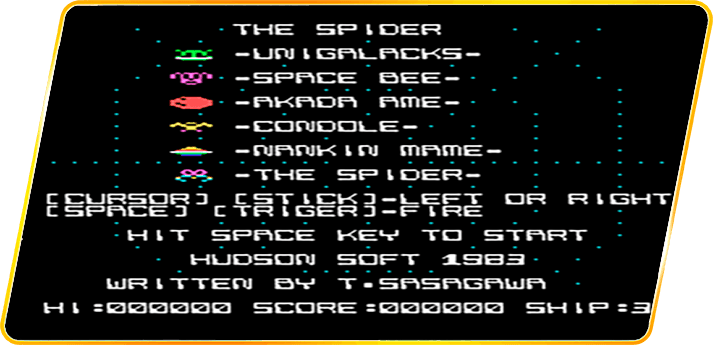 THE SPIDER
-UNIGALACKS-
-SPACE BEE-
-AKADA AME-
-CONDOLE-
-NANKIN MAME-
-THE SPIDER-
[CURSOR] [STICK]-LEFT OR RIGHT
[SPACE] [TRIGER]-FIRE
HIT SPACE KEY TO START
HUDSON SOFT 1983
WRITTEN BY T.SASAGAWA
HI:000000 SCORE:000000 SHIP:3